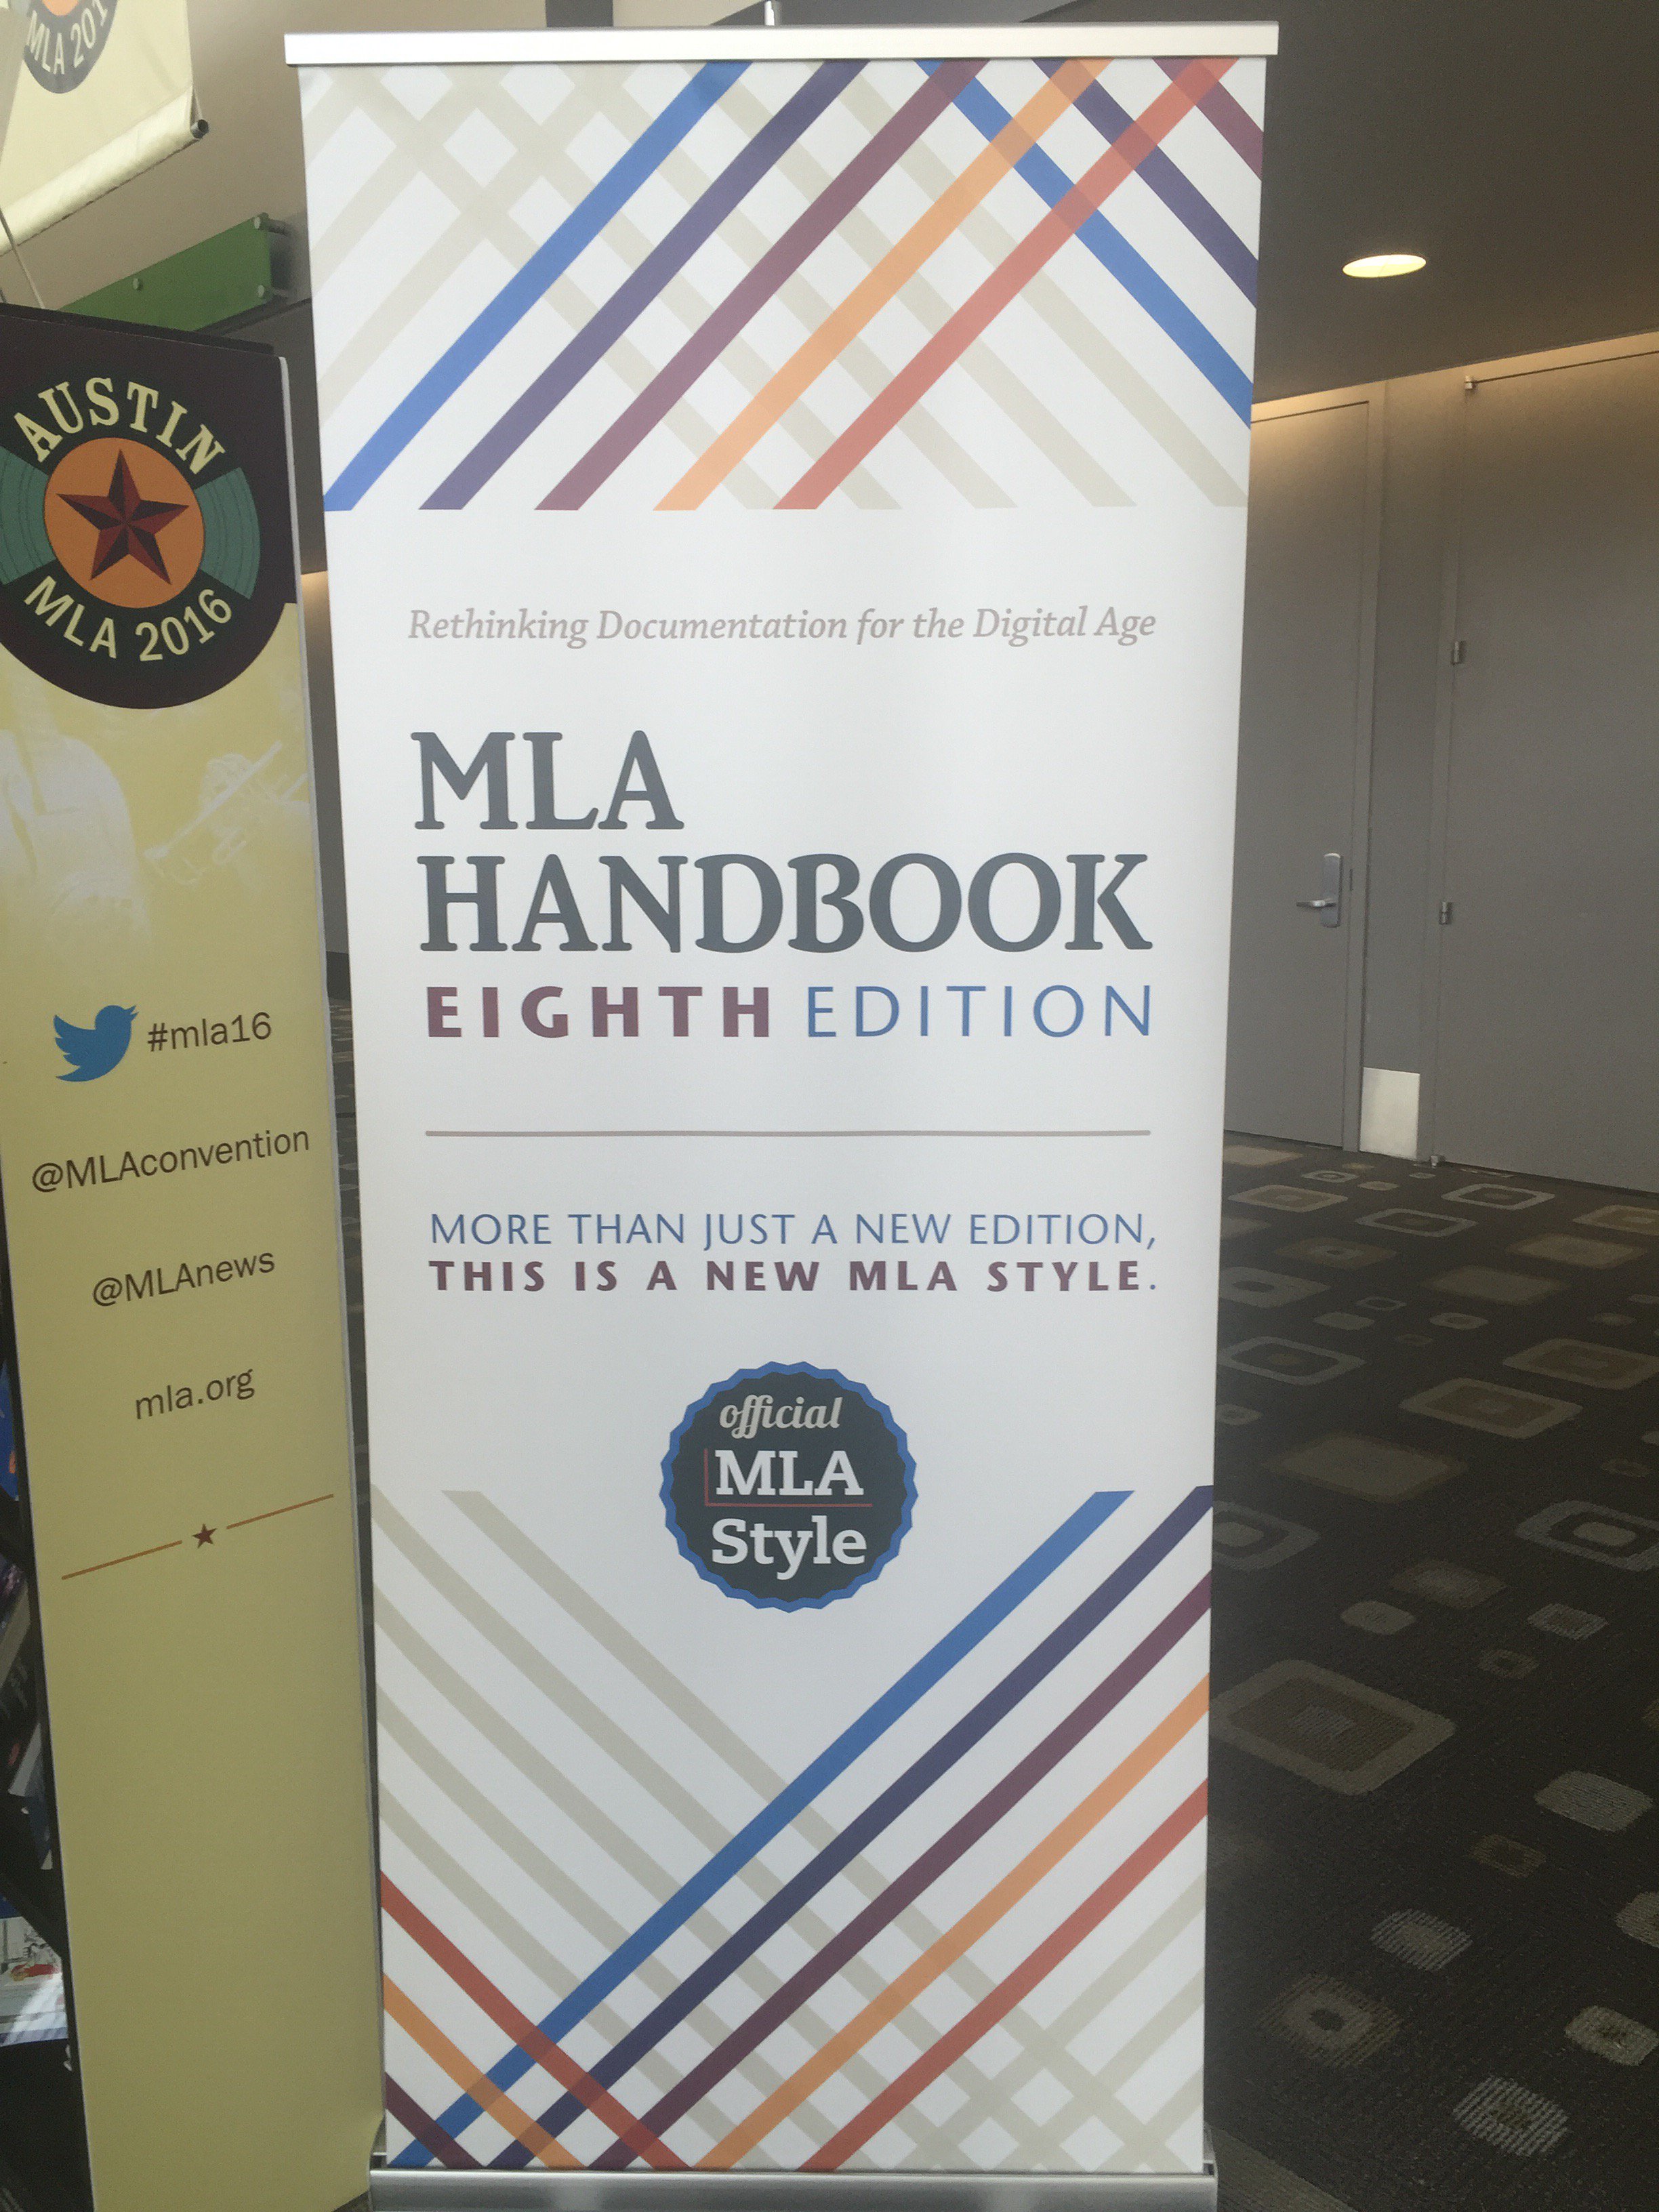 MLA 201
AUSTIN
MLA 2016
#mla16
@MLAconvention
@MLAnews
mla.org
Rethinking Documentation for the Digital Age
MLA
HANDBOOK
EIGHTH EDITION
MORE THAN JUST A NEW EDITION,
THIS IS A NEW MLA STYLE.
official
MLA
Style